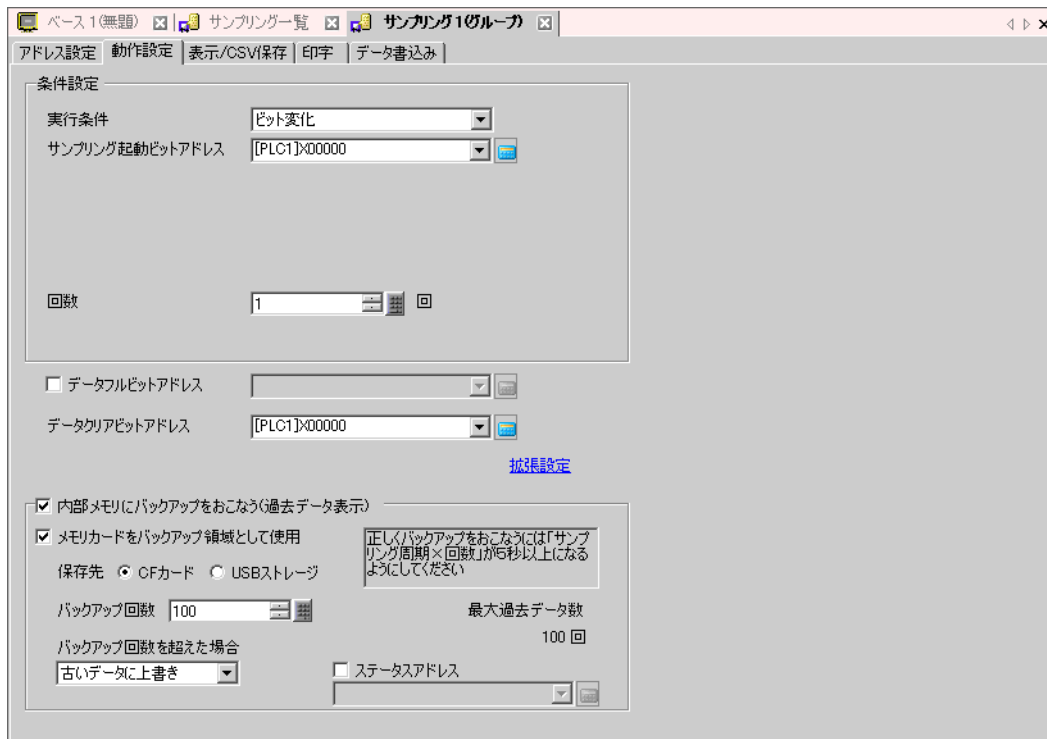 ベース 1(無題) サンプリング一覧 サンプリング 1(グループ)
アドレス設定 動作設定 表示/CSV保存 印字 データ書込み
条件設定
実行条件 ビット変化
サンプリング起動ビットアドレス [PLC1]X00000
回数 1 回
データフルビットアドレス
データクリアビットアドレス [PLC1]X00000
拡張設定
内部メモリにバックアップをおこなう(過去データ表示)
メモリカードをバックアップ領域として使用
正しくバックアップをおこなうには「サンプ
リング周期×回数」が5秒以上になる
ようにしてください
保存先 CFカード USBストレージ
バックアップ回数 100 最大過去データ数
100 回
バックアップ回数を超えた場合
古いデータに上書き ステータスアドレス